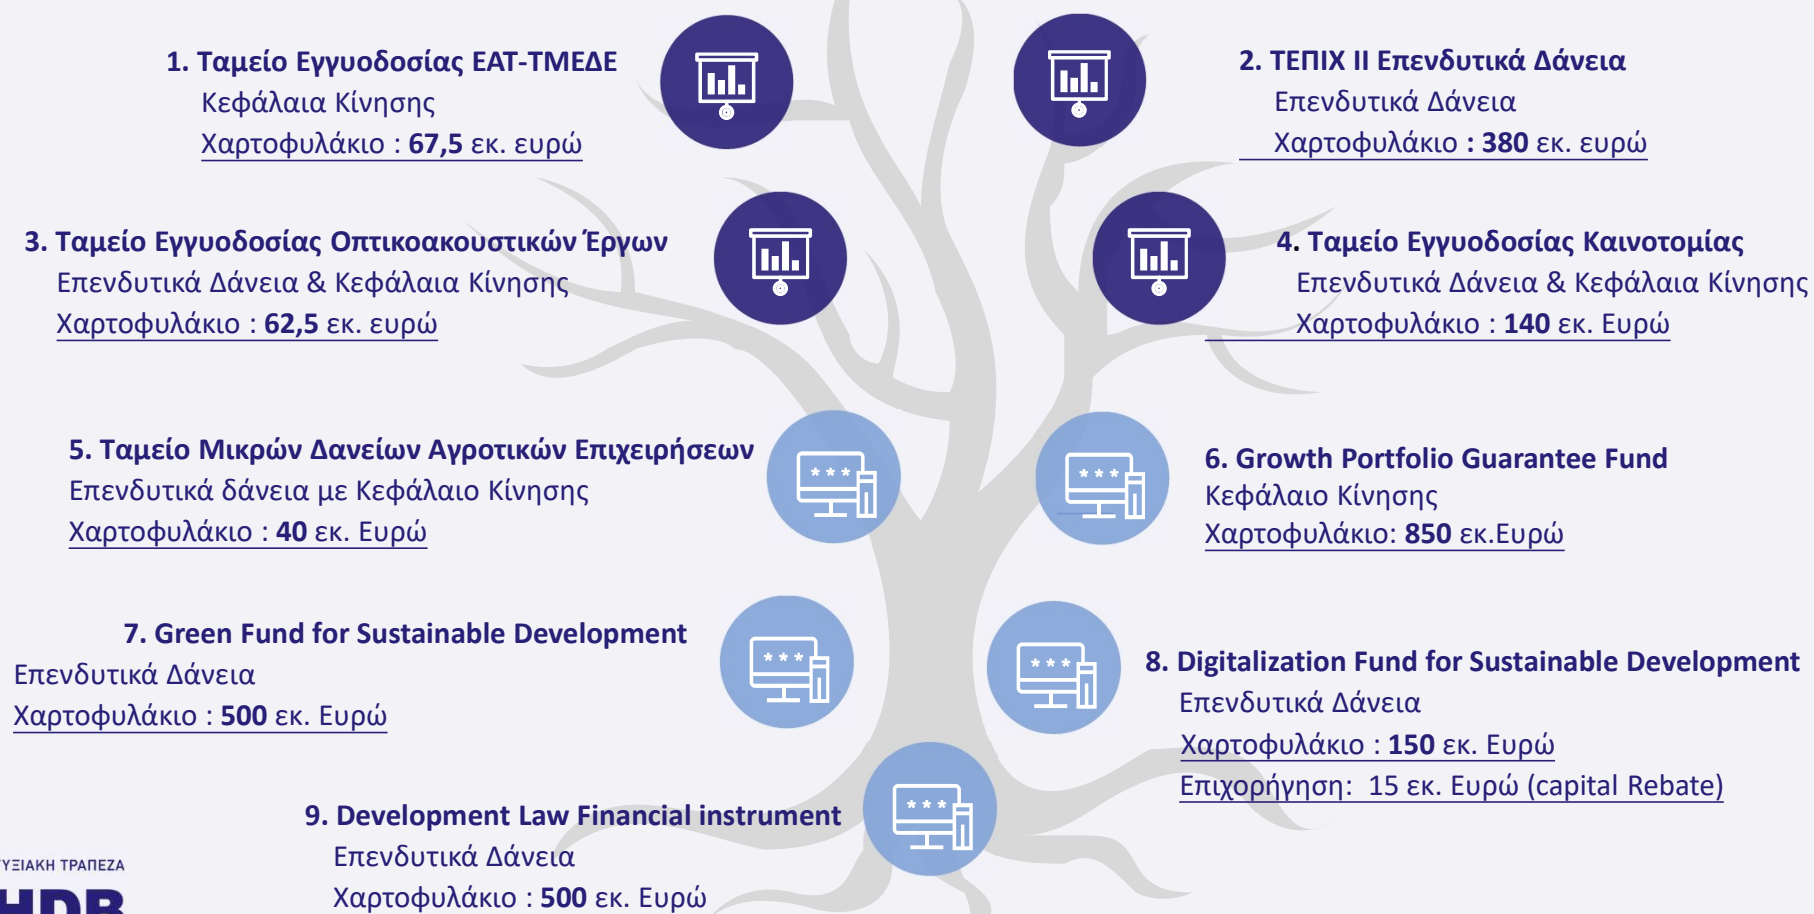 1. Ταμείο Εγγυοδοσίας ΕΑΤ-ΤΜΕΔΕ
Κεφάλαια Κίνησης
Χαρτοφυλάκιο : 67,5 εκ. ευρώ
2. ΤΕΠΙΧ ΙΙ Επενδυτικά Δάνεια
Επενδυτικά Δάνεια
Χαρτοφυλάκιο : 380 εκ. ευρώ
3. Ταμείο Εγγυοδοσίας Οπτικοακουστικών Έργων
Επενδυτικά Δάνεια & Κεφάλαια Κίνησης
Χαρτοφυλάκιο : 62,5 εκ. ευρώ
4. Ταμείο Εγγυοδοσίας Καινοτομίας
Επενδυτικά Δάνεια & Κεφάλαια Κίνησης
Χαρτοφυλάκιο : 140 εκ. Ευρώ
5. Ταμείο Μικρών Δανείων Αγροτικών Επιχειρήσεων
Επενδυτικά δάνεια με Κεφάλαιο Κίνησης
Χαρτοφυλάκιο : 40 εκ. Ευρώ
6. Growth Portfolio Guarantee Fund
Κεφάλαιο Κίνησης
Χαρτοφυλάκιο: 850 εκ.Ευρώ
7. Green Fund for Sustainable Development
Επενδυτικά Δάνεια
Χαρτοφυλάκιο : 500 εκ. Ευρώ
8. Digitalization Fund for Sustainable Development
Επενδυτικά Δάνεια
Χαρτοφυλάκιο : 150 εκ. Ευρώ
Επιχορήγηση: 15 εκ. Ευρώ (capital Rebate)
9. Development Law Financial instrument
Επενδυτικά Δάνεια
Χαρτοφυλάκιο : 500 εκ. Ευρώ
ΤΡΑΠΕΖΑ
HDB